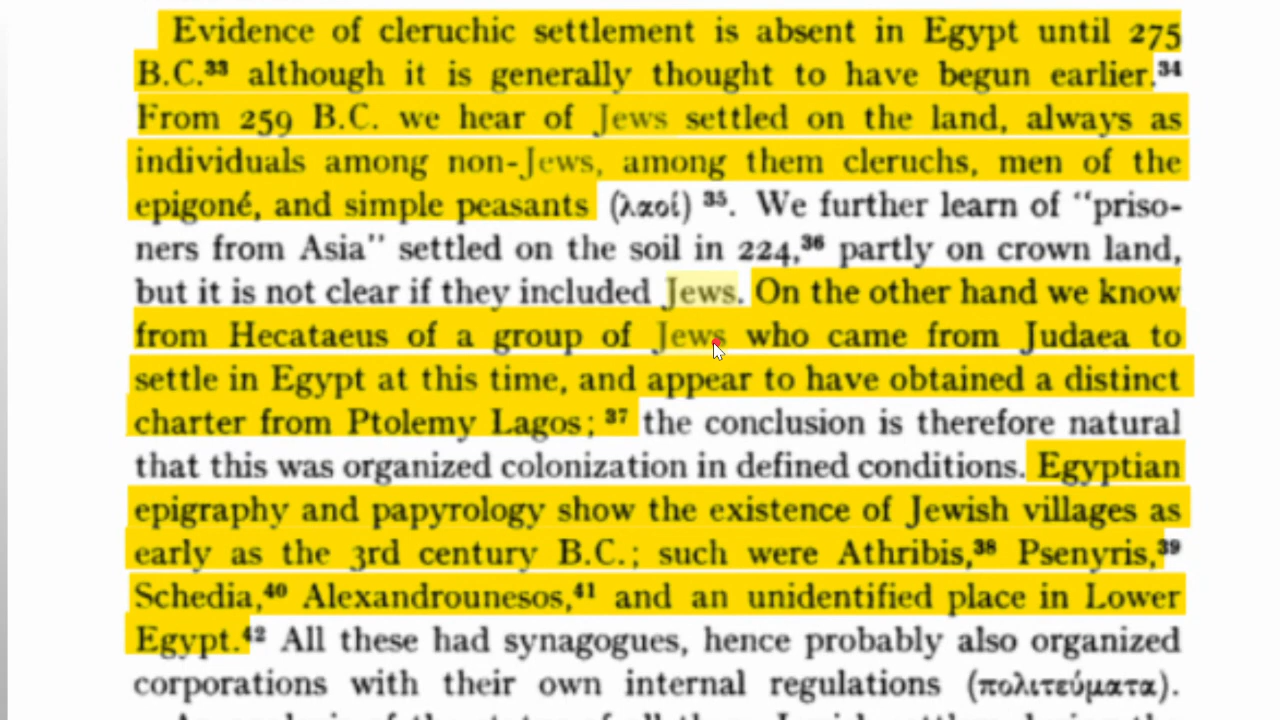 Evidence of cleruchic settlement is absent in Egypt until 275
B.C.³³ although it is generally thought to have begun earlier.³⁴
From 259 B.C. we hear of Jews settled on the land, always as
individuals among non-Jews, among them cleruchs, men of the
epigoné, and simple peasants (λαοί) ³⁵. We further learn of “priso-
ners from Asia” settled on the soil in 224,³⁶ partly on crown land,
but it is not clear if they included Jews. On the other hand we know
from Hecataeus of a group of Jews who came from Judaea to
settle in Egypt at this time, and appear to have obtained a distinct
charter from Ptolemy Lagos; ³⁷ the conclusion is therefore natural
that this was organized colonization in defined conditions. Egyptian
epigraphy and papyrology show the existence of Jewish villages as
early as the 3rd century B.C.; such were Athribis,³⁸ Psenyris,³⁹
Schedia,⁴⁰ Alexandrounesos,⁴¹ and an unidentified place in Lower
Egypt.⁴² All these had synagogues, hence probably also organized
corporations with their own internal regulations (πολιτεύματα).